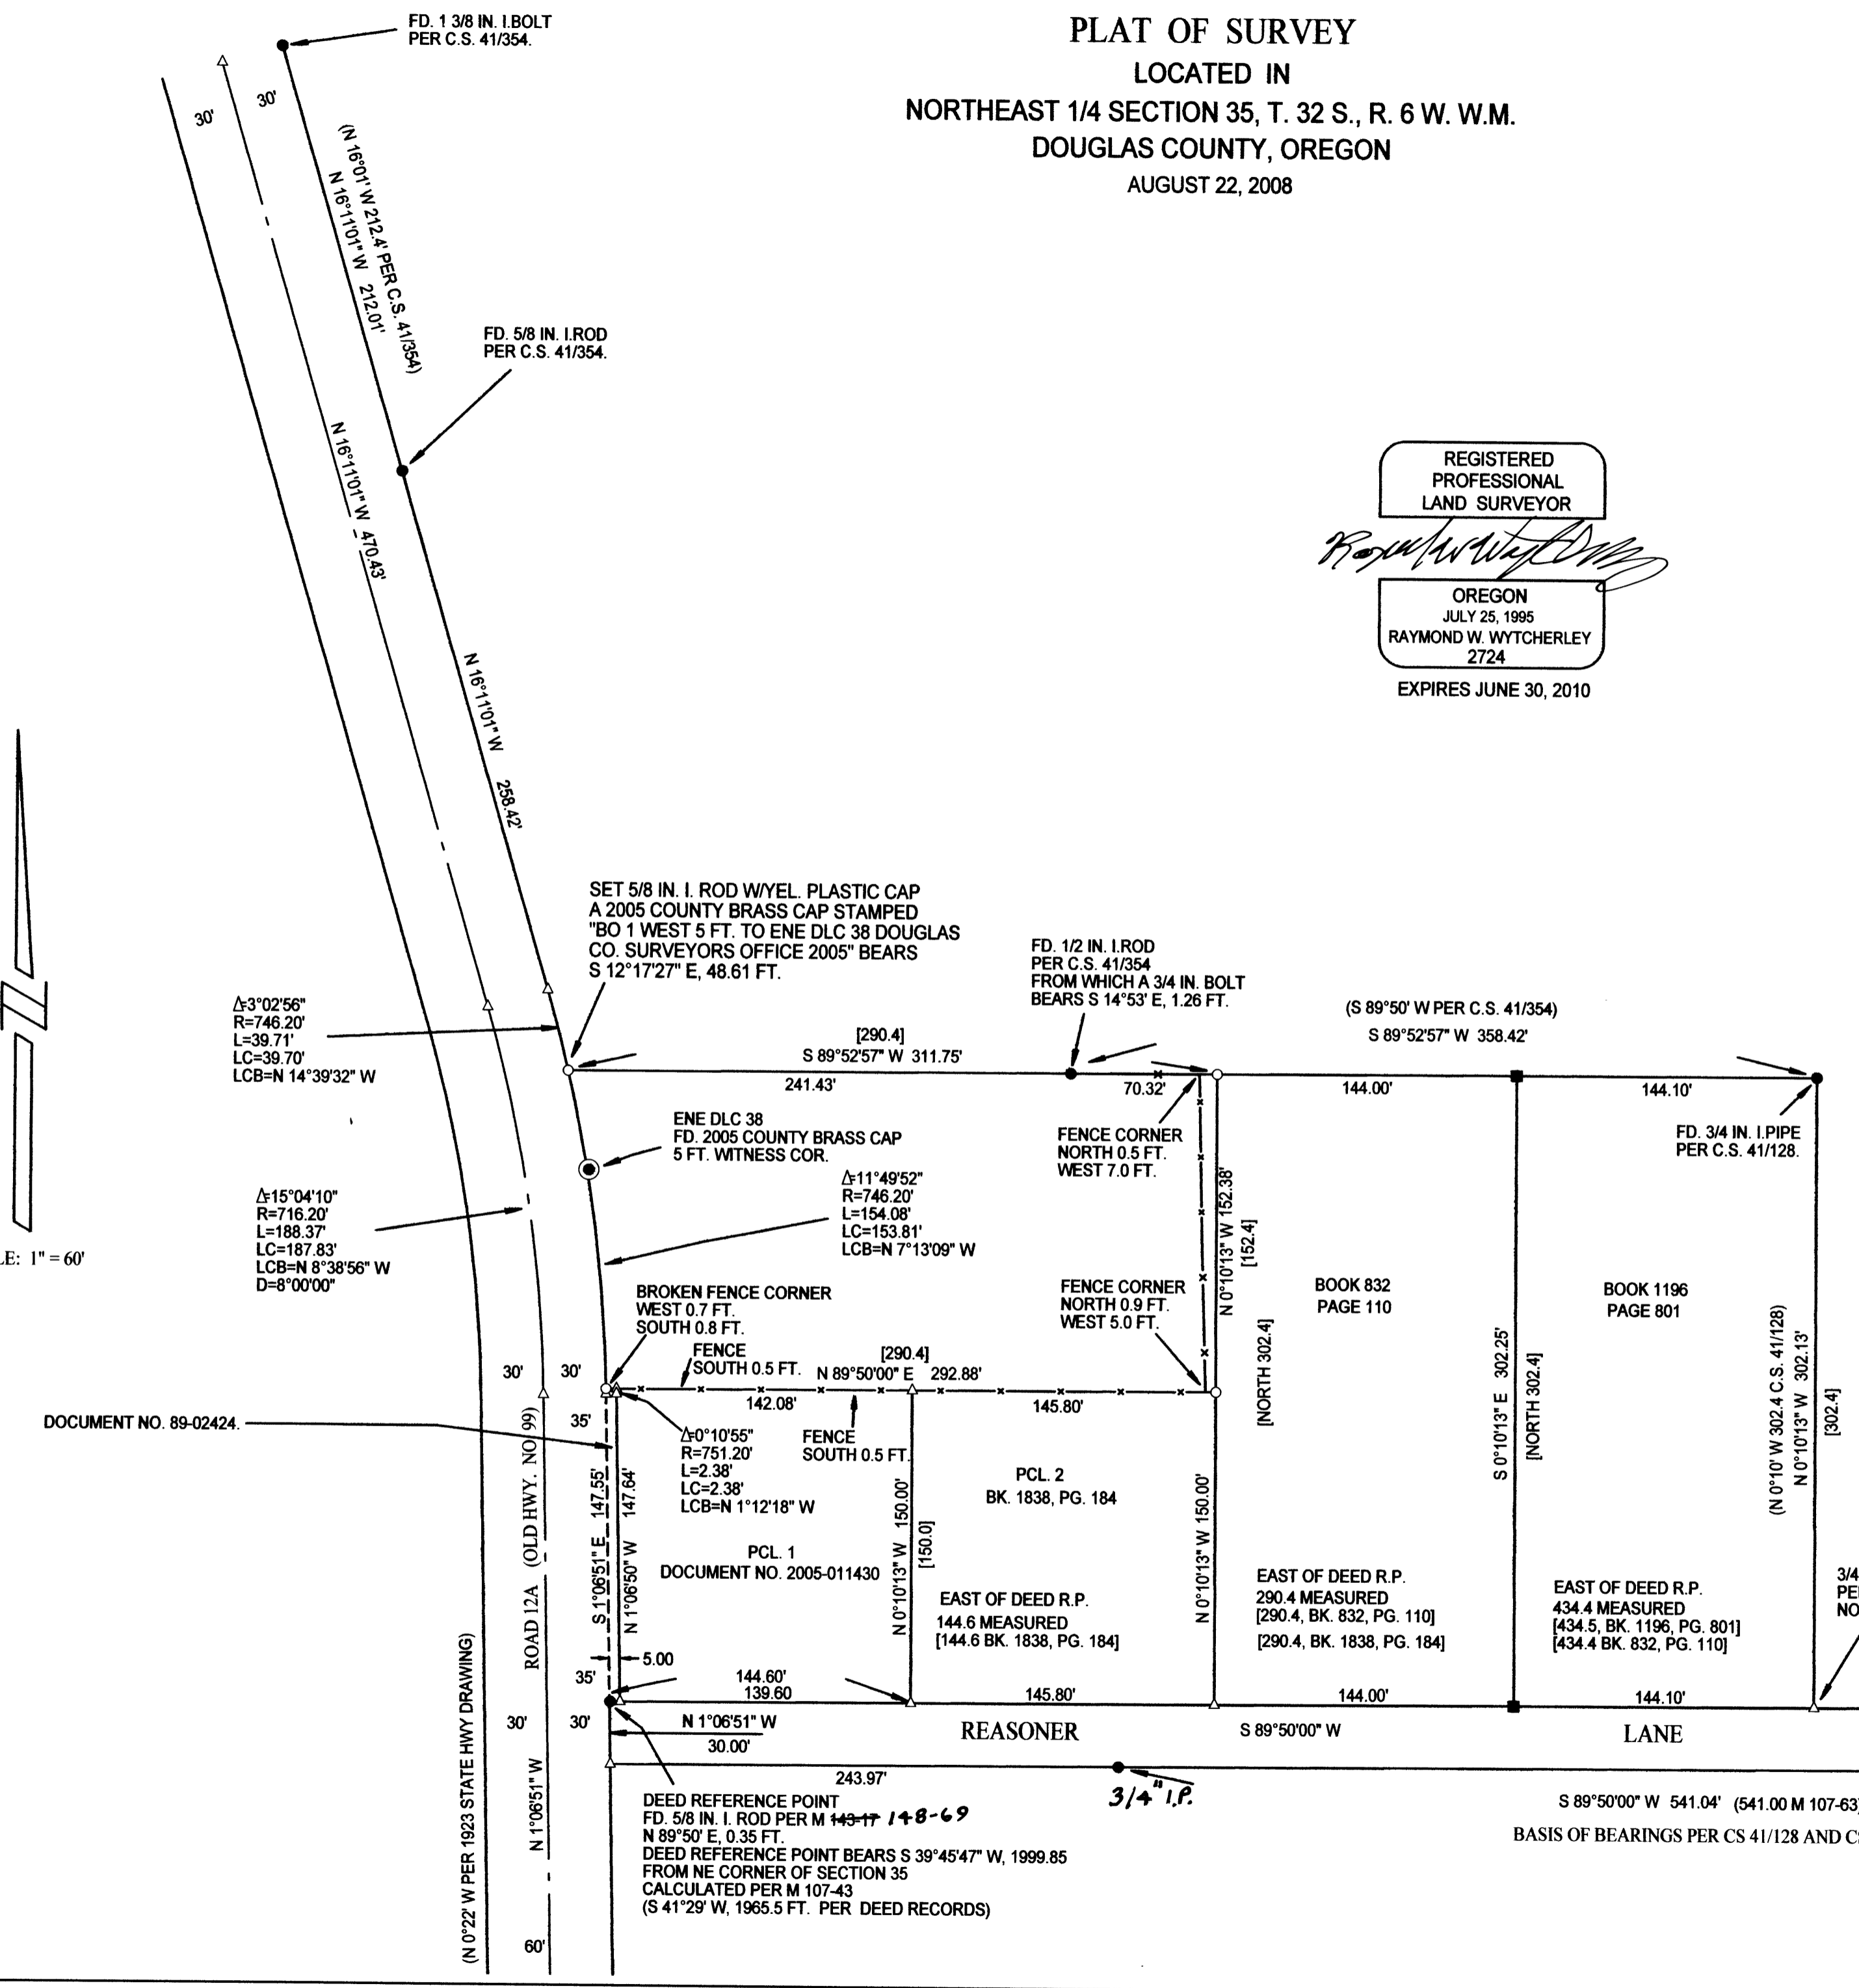 PLAT OF SURVEY
LOCATED IN
NORTHEAST 1/4 SECTION 35, T. 32 S., R. 6 W. W.M.
DOUGLAS COUNTY, OREGON
AUGUST 22, 2008
FD. 1 3/8 IN. I.BOLT
PER C.S. 41/354.
30'
30'
(N 16°01' W 212.4' PER C.S. 41/354)
N 16°11'01" W 212.01'
FD. 5/8 IN. I.ROD
PER C.S. 41/354.
N 16°11'01" W 470.43'
REGISTERED
PROFESSIONAL
LAND SURVEYOR
OREGON
JULY 25, 1995
RAYMOND W. WYTCHERLEY
2724
EXPIRES JUNE 30, 2010
N 16°11'01" W 258.42'
SET 5/8 IN. I. ROD W/YEL. PLASTIC CAP
A 2005 COUNTY BRASS CAP STAMPED
"BO 1 WEST 5 FT. TO ENE DLC 38 DOUGLAS
CO. SURVEYORS OFFICE 2005" BEARS
S 12°17'27" E, 48.61 FT.
FD. 1/2 IN. I.ROD
PER C.S. 41/354
FROM WHICH A 3/4 IN. BOLT
BEARS S 14°53' E, 1.26 FT.
(S 89°50' W PER C.S. 41/354)
S 89°52'57" W 358.42'
Δ=3°02'56"
R=746.20'
L=39.71'
LC=39.70'
LCB=N 14°39'32" W
[290.4]
S 89°52'57" W 311.75'
241.43'
70.32'
144.00'
144.10'
ENE DLC 38
FD. 2005 COUNTY BRASS CAP
5 FT. WITNESS COR.
FENCE CORNER
NORTH 0.5 FT.
WEST 7.0 FT.
FD. 3/4 IN. I.PIPE
PER C.S. 41/128.
Δ=15°04'10"
R=716.20'
L=188.37'
LC=187.83'
LCB=N 8°38'56" W
D=8°00'00"
Δ=11°49'52"
R=746.20'
L=154.08'
LC=153.81'
LCB=N 7°13'09" W
N 0°10'13" W 152.38'
[152.4]
LE: 1" = 60'
BROKEN FENCE CORNER
WEST 0.7 FT.
SOUTH 0.8 FT.
FENCE CORNER
NORTH 0.9 FT.
WEST 5.0 FT.
BOOK 832
PAGE 110
BOOK 1196
PAGE 801
FENCE
SOUTH 0.5 FT.
[290.4]
N 89°50'00" E 292.88'
30'
30'
142.08'
145.80'
[NORTH 302.4]
S 0°10'13" E 302.25'
[NORTH 302.4]
(N 0°10' W 302.4 C.S. 41/128)
N 0°10'13" W 302.13'
[302.4]
DOCUMENT NO. 89-02424.
35'
Δ=0°10'55"
R=751.20'
L=2.38'
LC=2.38'
LCB=N 1°12'18" W
FENCE
SOUTH 0.5 FT.
PCL. 2
BK. 1838, PG. 184
ROAD 12A (OLD HWY. NO. 99)
S 1°06'51" E 147.55'
N 1°06'50" W 147.64'
PCL. 1
DOCUMENT NO. 2005-011430
N 0°10'13" W 150.00'
[150.0]
N 0°10'13" W 150.00'
EAST OF DEED R.P.
144.6 MEASURED
[144.6 BK. 1838, PG. 184]
EAST OF DEED R.P.
290.4 MEASURED
[290.4, BK. 832, PG. 110]
[290.4, BK. 1838, PG. 184]
EAST OF DEED R.P.
434.4 MEASURED
[434.5, BK. 1196, PG. 801]
[434.4 BK. 832, PG. 110]
3/4
PE
NO
5.00
35'
144.60'
139.60
145.80'
144.00'
144.10'
30'
30'
N 1°06'51" W
30.00'
REASONER
S 89°50'00" W
LANE
243.97'
3/4" I.P.
(N 0°22' W PER 1923 STATE HWY DRAWING)
N 1°06'51" W
60'
DEED REFERENCE POINT
FD. 5/8 IN. I. ROD PER M 143-17 148-69
N 89°50' E, 0.35 FT.
DEED REFERENCE POINT BEARS S 39°45'47" W, 1999.85
FROM NE CORNER OF SECTION 35
CALCULATED PER M 107-43
(S 41°29' W, 1965.5 FT. PER DEED RECORDS)
S 89°50'00" W 541.04' (541.00 M 107-63)
BASIS OF BEARINGS PER CS 41/128 AND C